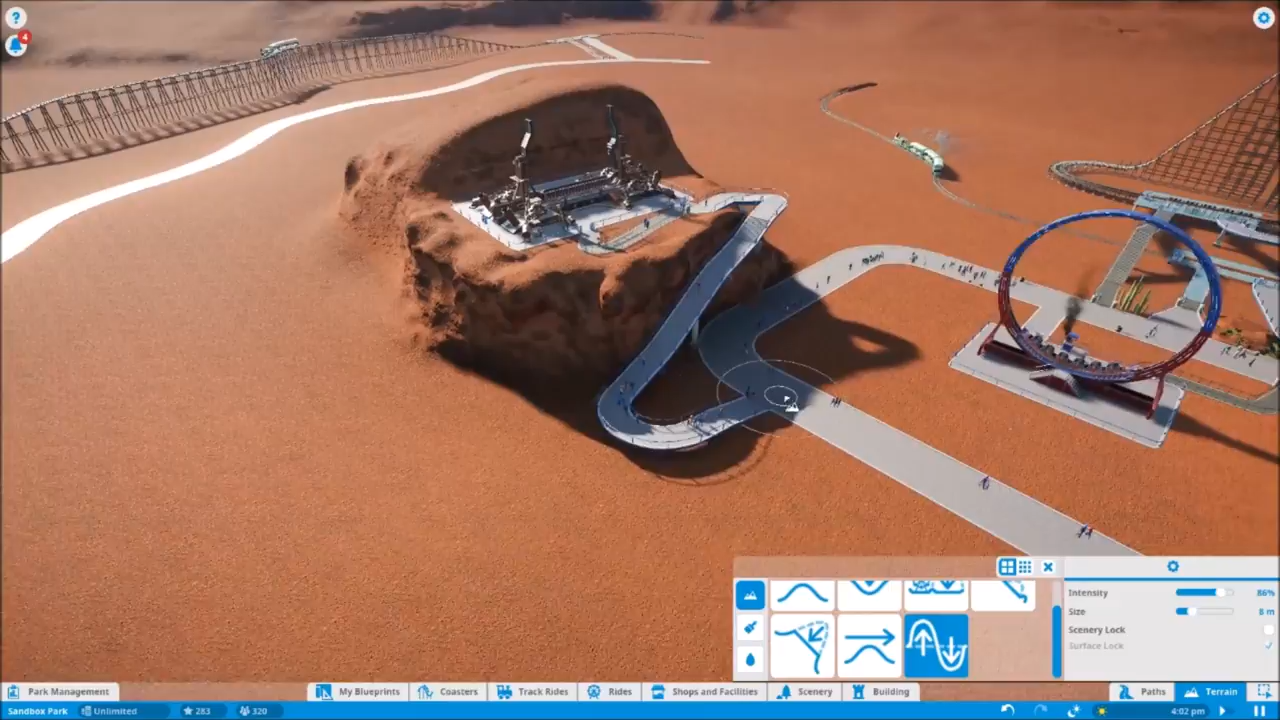 ?
4
Intensity 86%
Size 8 m
Scenery Lock
Surface Lock
Park Management My Blueprints Coasters Track Rides Rides Shops and Facilities Scenery Building Paths Terrain
Sandbox Park Unlimited 283 320 4:02 pm